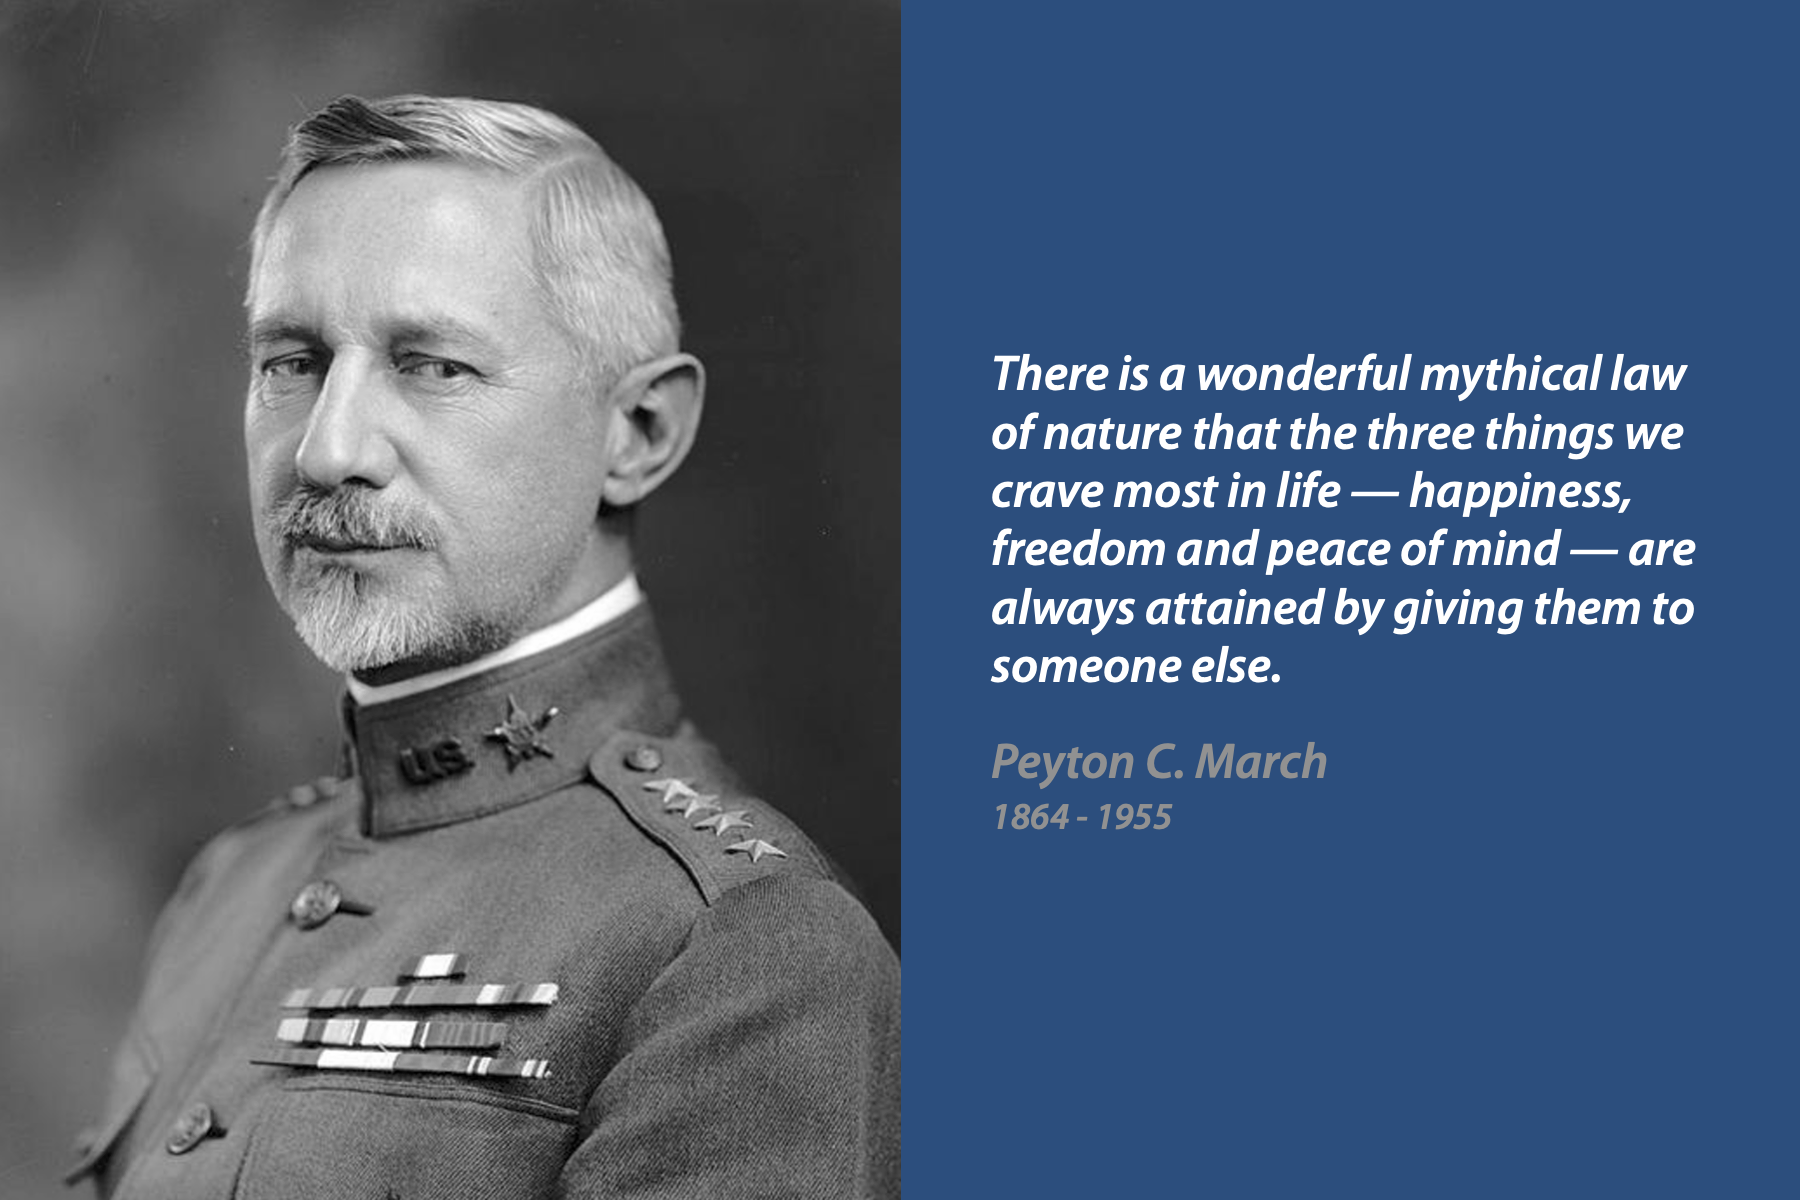 U.S.
There is a wonderful mythical law
of nature that the three things we
crave most in life — happiness,
freedom and peace of mind — are
always attained by giving them to
someone else.
Peyton C. March
1864 - 1955